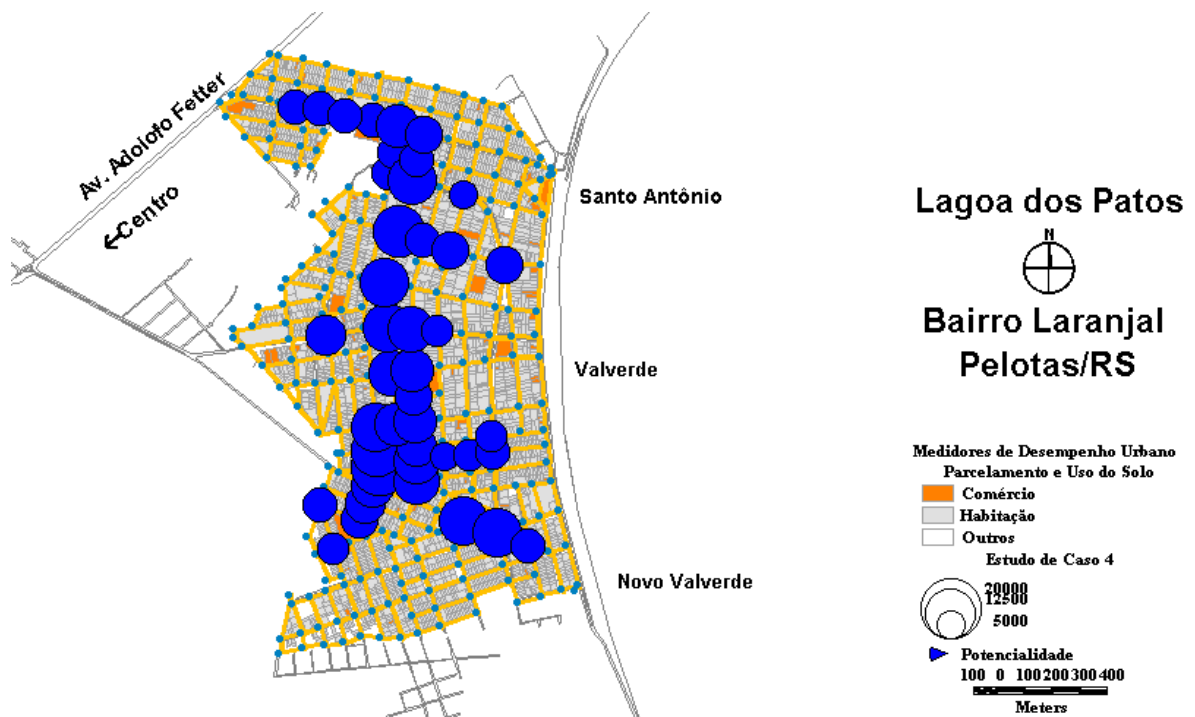 Av. Adolofo Fetter
←Centro
Santo Antônio
Valverde
Novo Valverde
Lagoa dos Patos
N
Bairro Laranjal
Pelotas/RS
Medidores de Desempenho Urbano
Parcelamento e Uso do Solo
Comércio
Habitação
Outros
Estudo de Caso 4
20000
12500
5000
Potencialidade
100 0 100 200 300 400
Meters